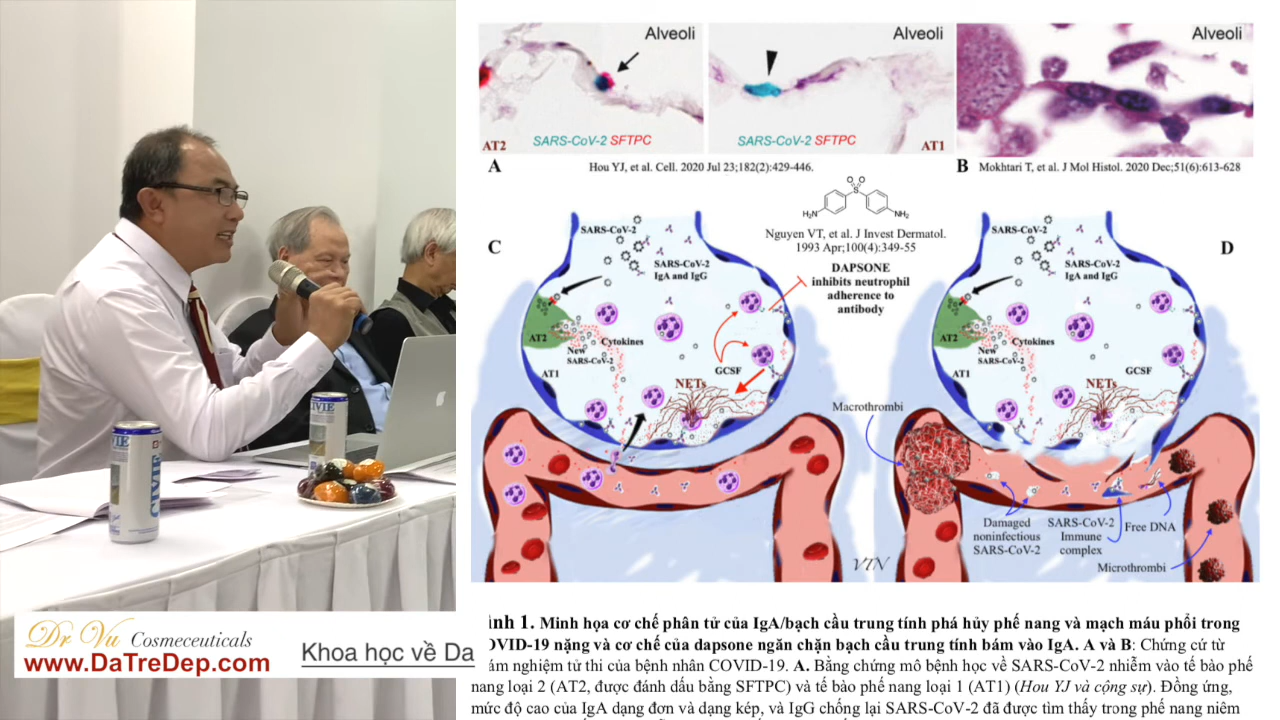 Alveoli
Alveoli
Alveoli
AT2
SARS-CoV-2 SFTPC
SARS-CoV-2 SFTPC
AT1
A
Hou YJ, et al. Cell. 2020 Jul 23;182(2):429-446.
B
Mokhtari T, et al. J Mol Histol. 2020 Dec;51(6):613-628
O O
S
H₂N
NH₂
Nguyen VT, et al. J Invest Dermatol.
1993 Apr;100(4):349-55
DAPSONE
inhibits neutrophil
adherence to
antibody
C
SARS-CoV-2
SARS-CoV-2
IgA and IgG
AT2
Cytokines
New
SARS-CoV-2
AT1
GCSF
NETs
D
SARS-CoV-2
SARS-CoV-2
IgA and IgG
AT2
Cytokines
New
SARS-CoV-2
AT1
GCSF
NETs
Macrothrombi
Damaged
noninfectious
SARS-CoV-2
SARS-CoV-2
Immune
complex
Free DNA
Microthrombi
VTN
IVIE
VIE
CIVIE
Dr Vu Cosmeceuticals
www.DaTreDep.com
Khoa học về Da
ình 1. Minh họa cơ chế phân tử của IgA/bạch cầu trung tính phá hủy phế nang và mạch máu phổi trong
OVID-19 nặng và cơ chế của dapsone ngăn chặn bạch cầu trung tính bám vào IgA. A và B: Chứng cứ từ
ám nghiệm tử thi của bệnh nhân COVID-19. A. Bằng chứng mô bệnh học về SARS-CoV-2 nhiễm vào tế bào phế
nang loại 2 (AT2, được đánh dấu bằng SFTPC) và tế bào phế nang loại 1 (AT1) (Hou YJ và cộng sự). Đồng ứng,
mức độ cao của IgA dạng đơn và dạng kép, và IgG chống lại SARS-CoV-2 đã được tìm thấy trong phế nang niêm